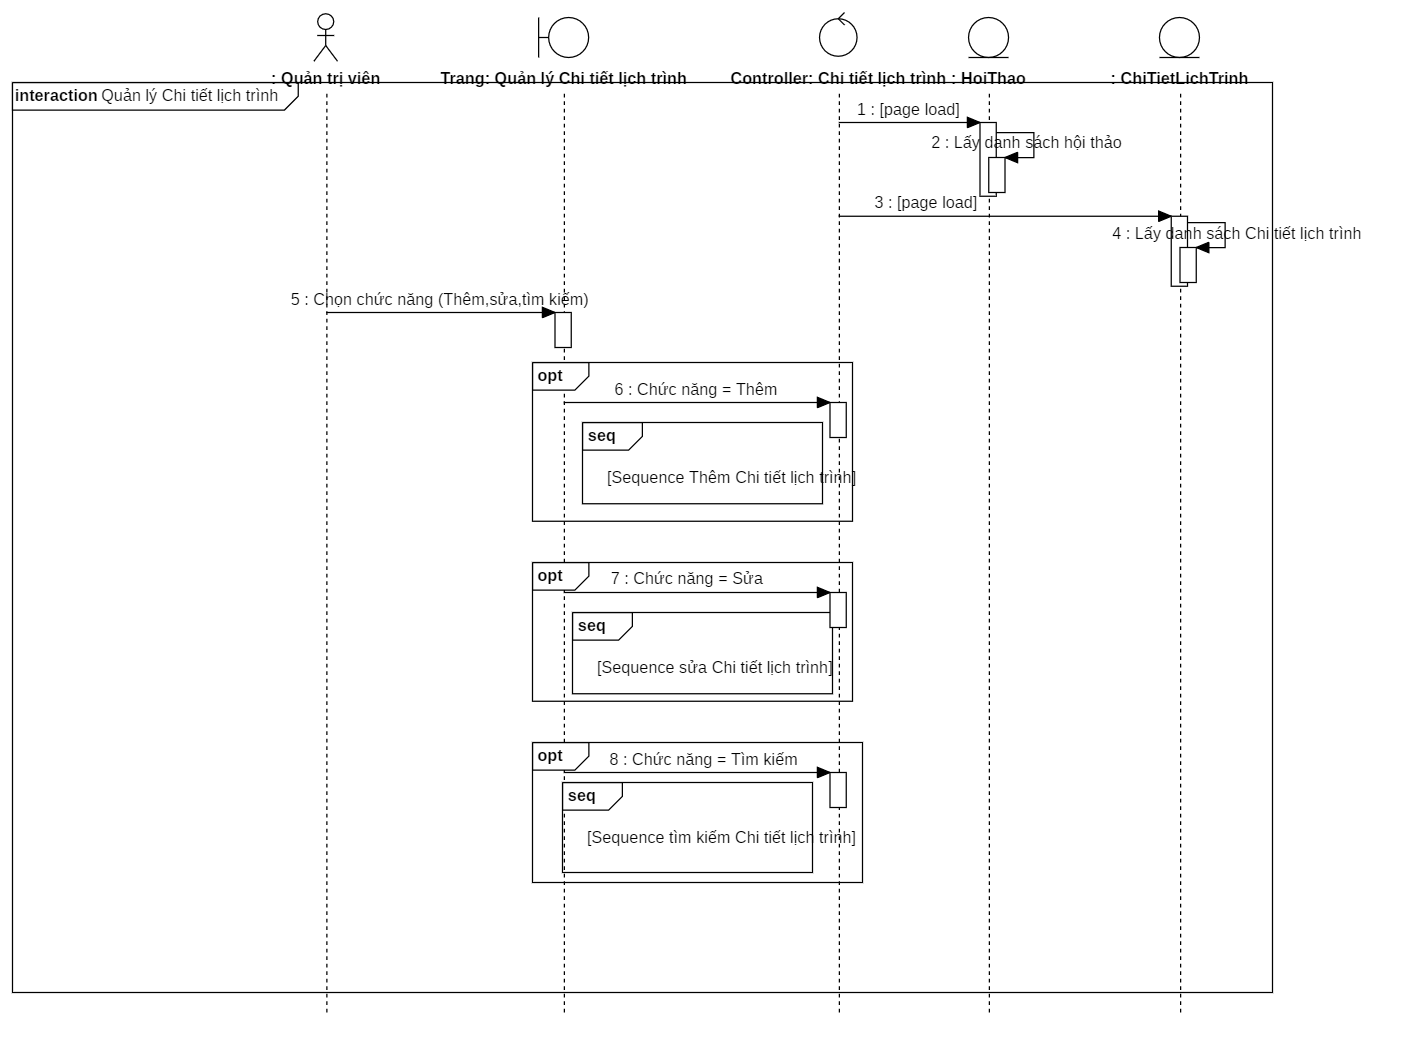 : Quản trị viên
Trang: Quản lý Chi tiết lịch trình
Controller: Chi tiết lịch trình
: HoiThao
: ChiTietLichTrinh
interaction Quản lý Chi tiết lịch trình
1 : [page load]
2 : Lấy danh sách hội thảo
3 : [page load]
4 : Lấy danh sách Chi tiết lịch trình
5 : Chọn chức năng (Thêm,sửa,tìm kiếm)
opt
6 : Chức năng = Thêm
seq
[Sequence Thêm Chi tiết lịch trình]
opt
7 : Chức năng = Sửa
seq
[Sequence sửa Chi tiết lịch trình]
opt
8 : Chức năng = Tìm kiếm
seq
[Sequence tìm kiếm Chi tiết lịch trình]